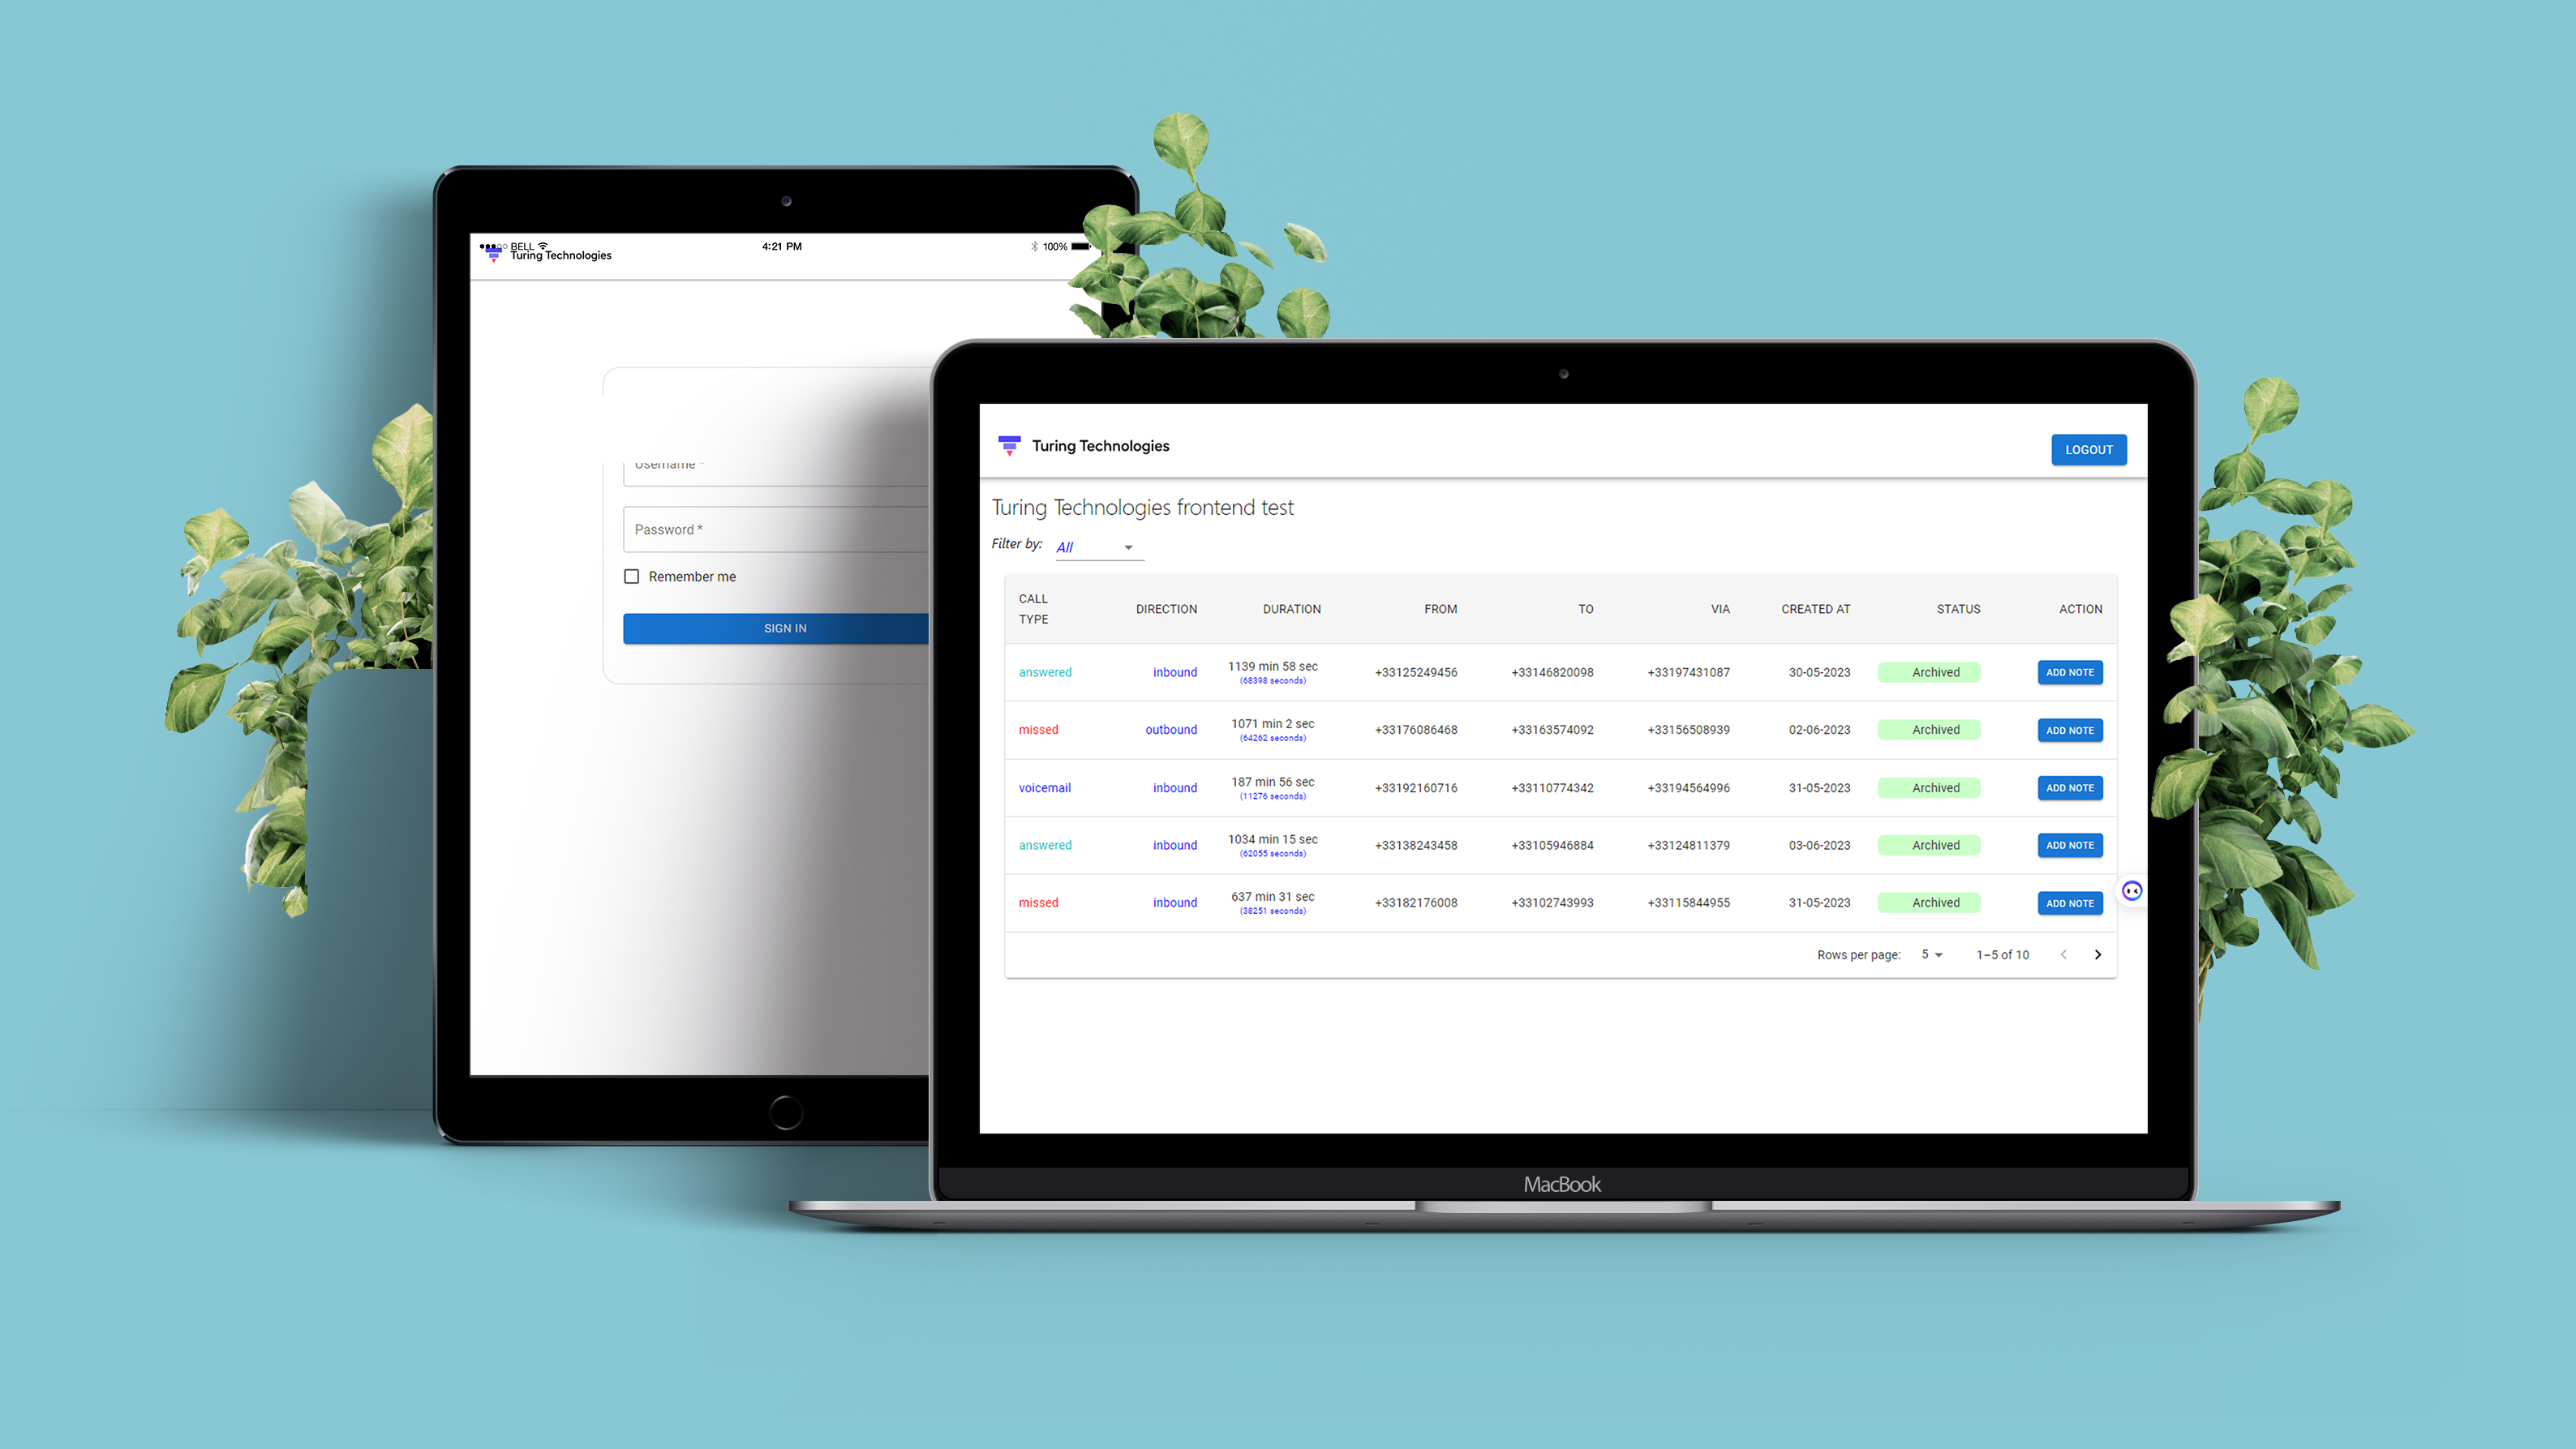 BELL
4:21 PM
100%
Turing Technologies
Username *
Password *
Remember me
SIGN IN
Turing Technologies
LOGOUT
Turing Technologies frontend test
Filter by: All
CALL TYPE DIRECTION DURATION FROM TO VIA CREATED AT STATUS ACTION
answered inbound 1139 min 58 sec (68398 seconds) +33125249456 +33146820098 +33197431087 30-05-2023 Archived ADD NOTE
missed outbound 1071 min 2 sec (64262 seconds) +33176086468 +33163574092 +33156508939 02-06-2023 Archived ADD NOTE
voicemail inbound 187 min 56 sec (11276 seconds) +33192160716 +33110774342 +33194564996 31-05-2023 Archived ADD NOTE
answered inbound 1034 min 15 sec (62055 seconds) +33138243458 +33105946884 +33124811379 03-06-2023 Archived ADD NOTE
missed inbound 637 min 31 sec (38251 seconds) +33182176008 +33102743993 +33115844955 31-05-2023 Archived ADD NOTE
Rows per page: 5 1–5 of 10
MacBook